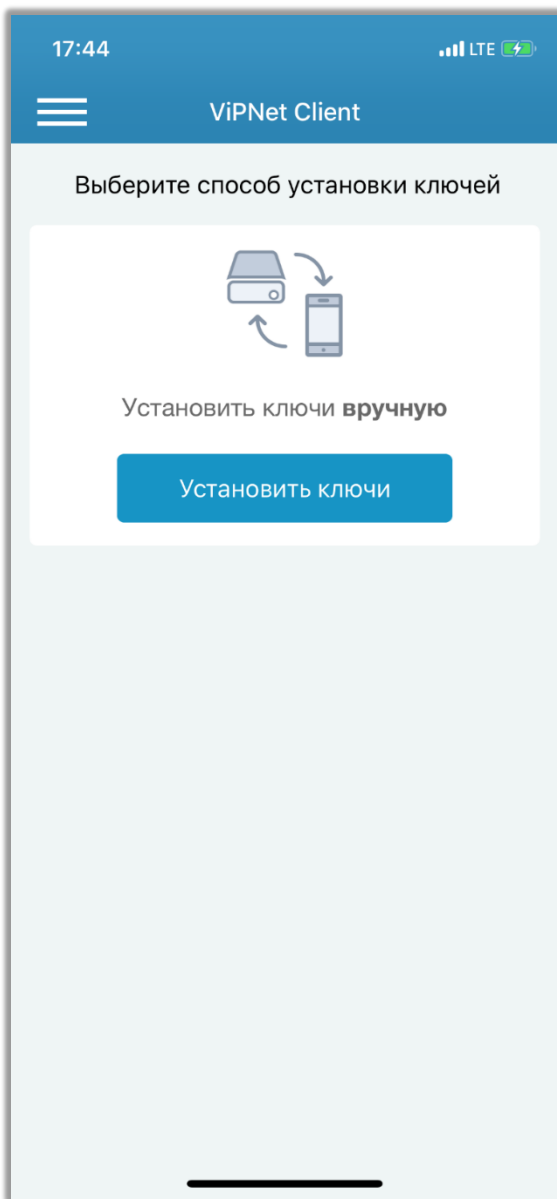 17:44
LTE
ViPNet Client
Выберите способ установки ключей
Установить ключи вручную
Установить ключи